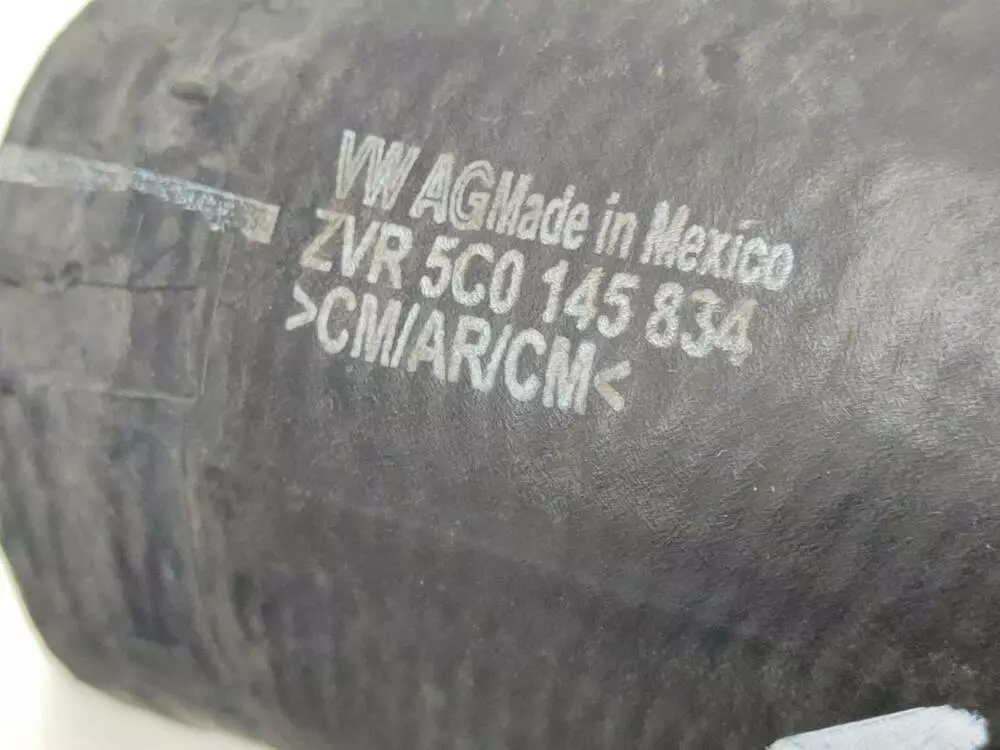 VW AG Made in Mexico
ZVR 5C0 145 834
>CM/AR/CM<